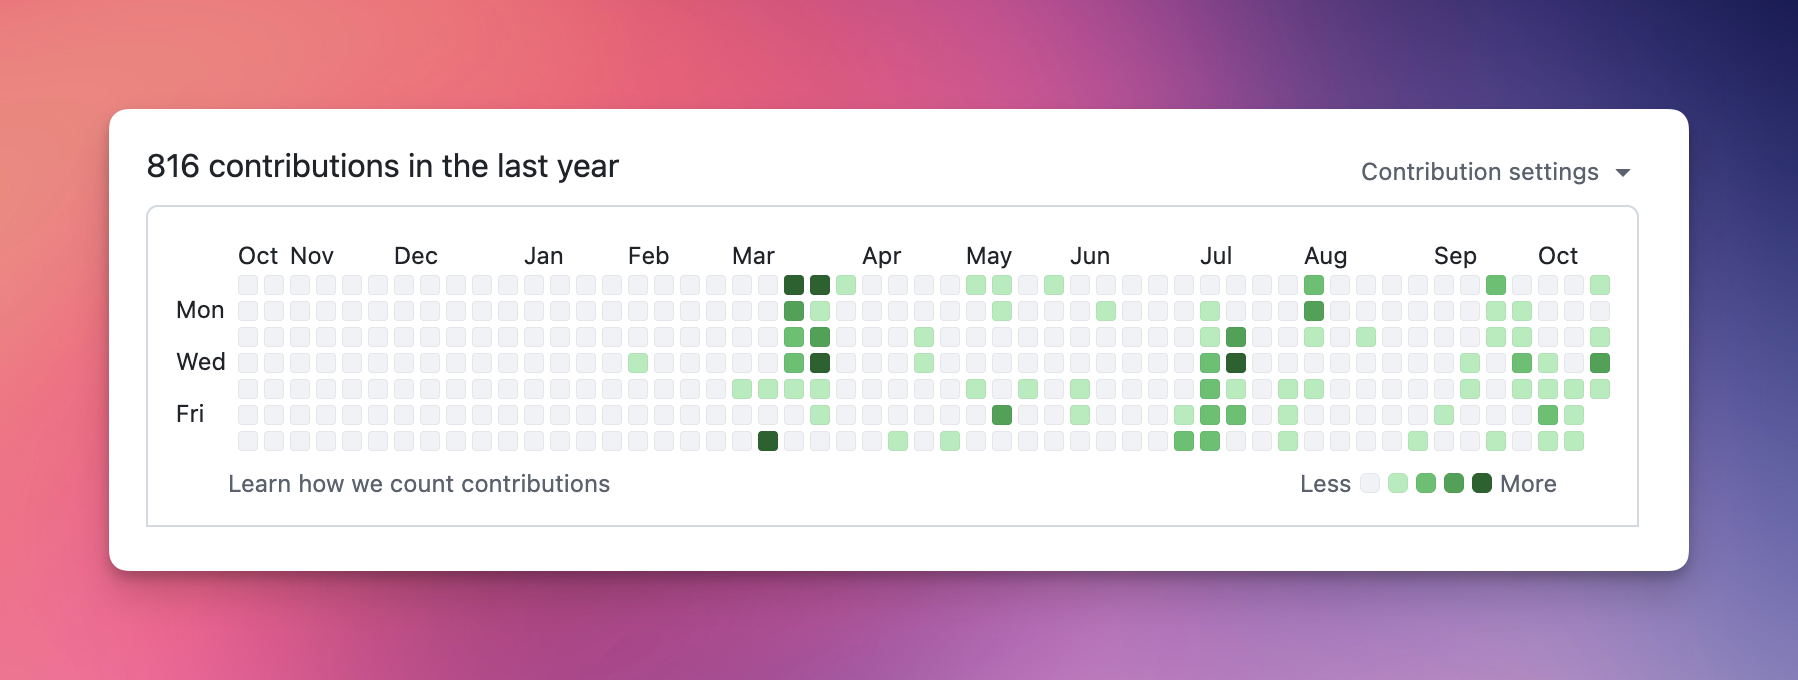 816 contributions in the last year
Contribution settings
Oct Nov Dec Jan Feb Mar Apr May Jun Jul Aug Sep Oct
Mon
Wed
Fri
Learn how we count contributions
Less More